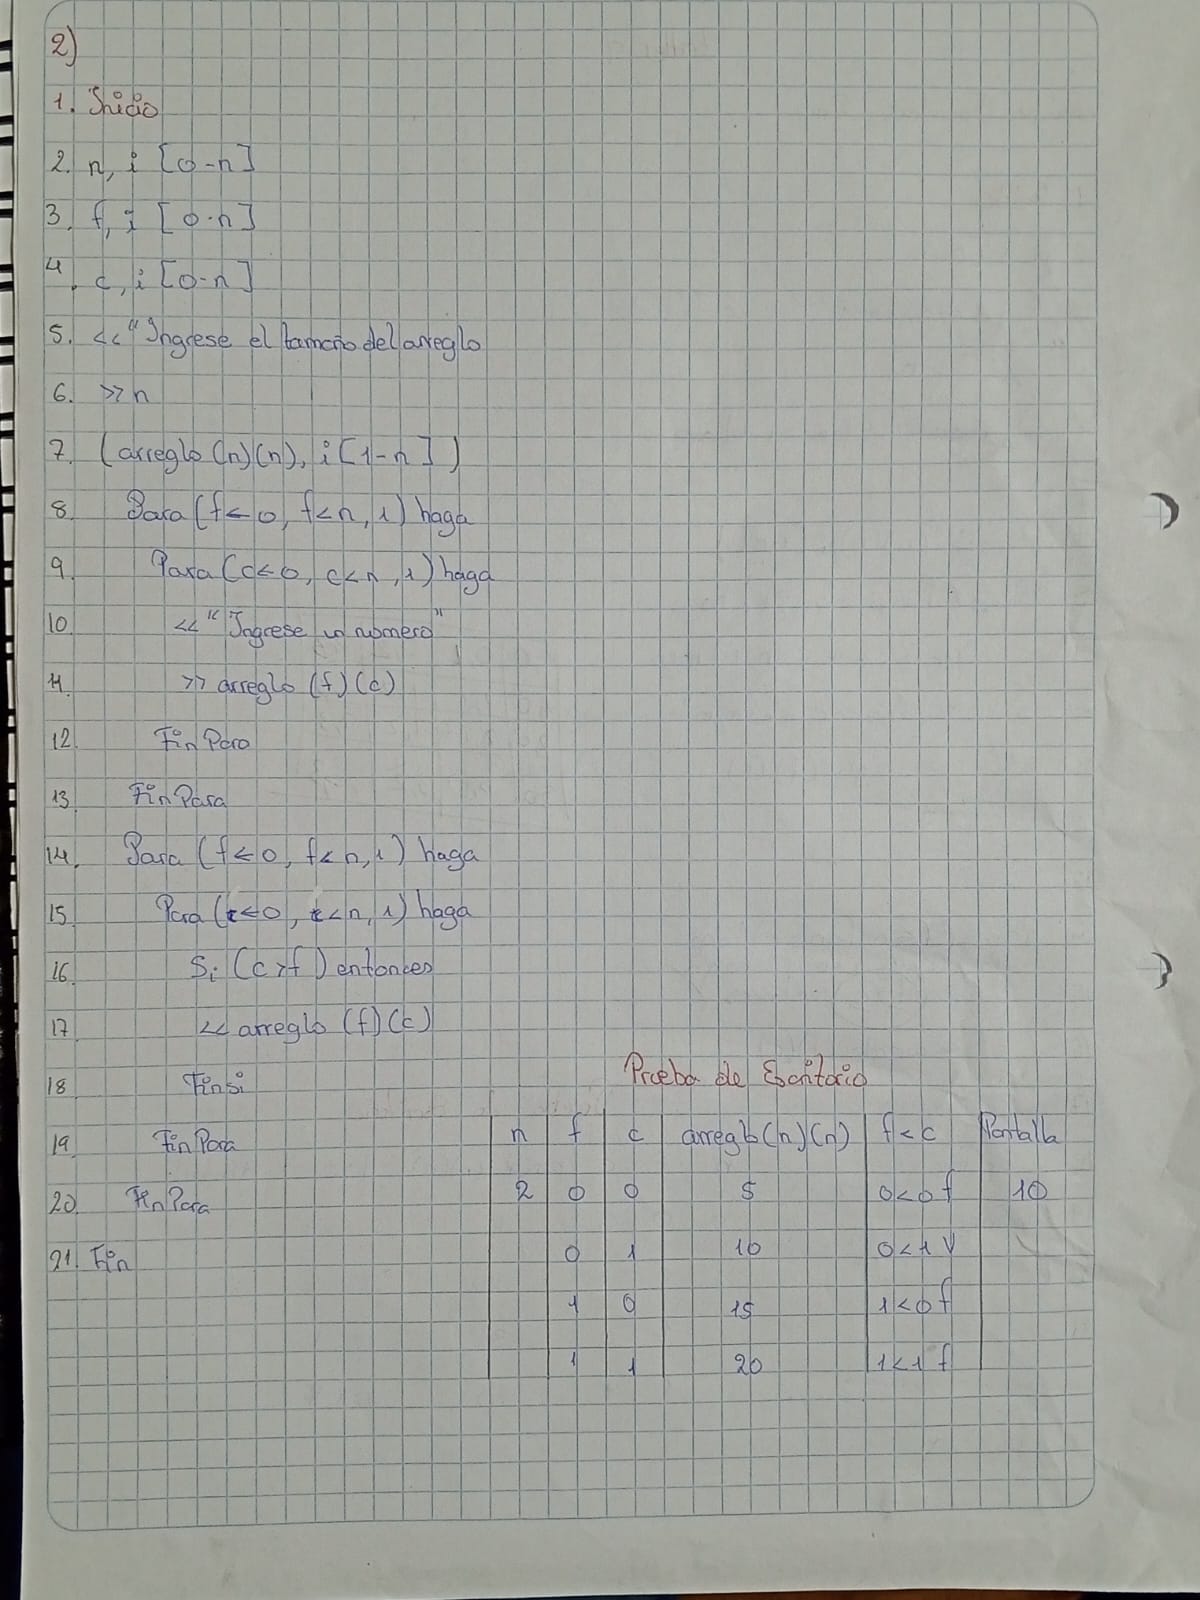 2)
1. Inicio
2. n, i [0-n]
3. f, i [0-n]
4. c, i [0-n]
5. << "Ingrese el tamaño del arreglo
6. >> n
7. (arreglo (n)(n), i [1-n])
8 Para (f<-0, f<n, 1) haga
9. Para (c<-0, c<n, 1) haga
10 << "Ingrese un número"
11. >> arreglo (f)(c)
12. Fin Para
13. Fin Para
14. Para (f<-0, f<n, 1) haga
15. Para (c<-0, c<n, 1) haga
16 Si (c>f) entonces
17 << arreglo (f)(c)
18 Finsi
19 Fin Para
20. Fin Para
21. Fin
Prueba de Escritorio
n f c arreglo(n)(n) f<c Pantalla
2 0 0 5 0<0 f 10
0 1 10 0<1 V
1 0 15 1<0 f
1 1 20 1<1 f